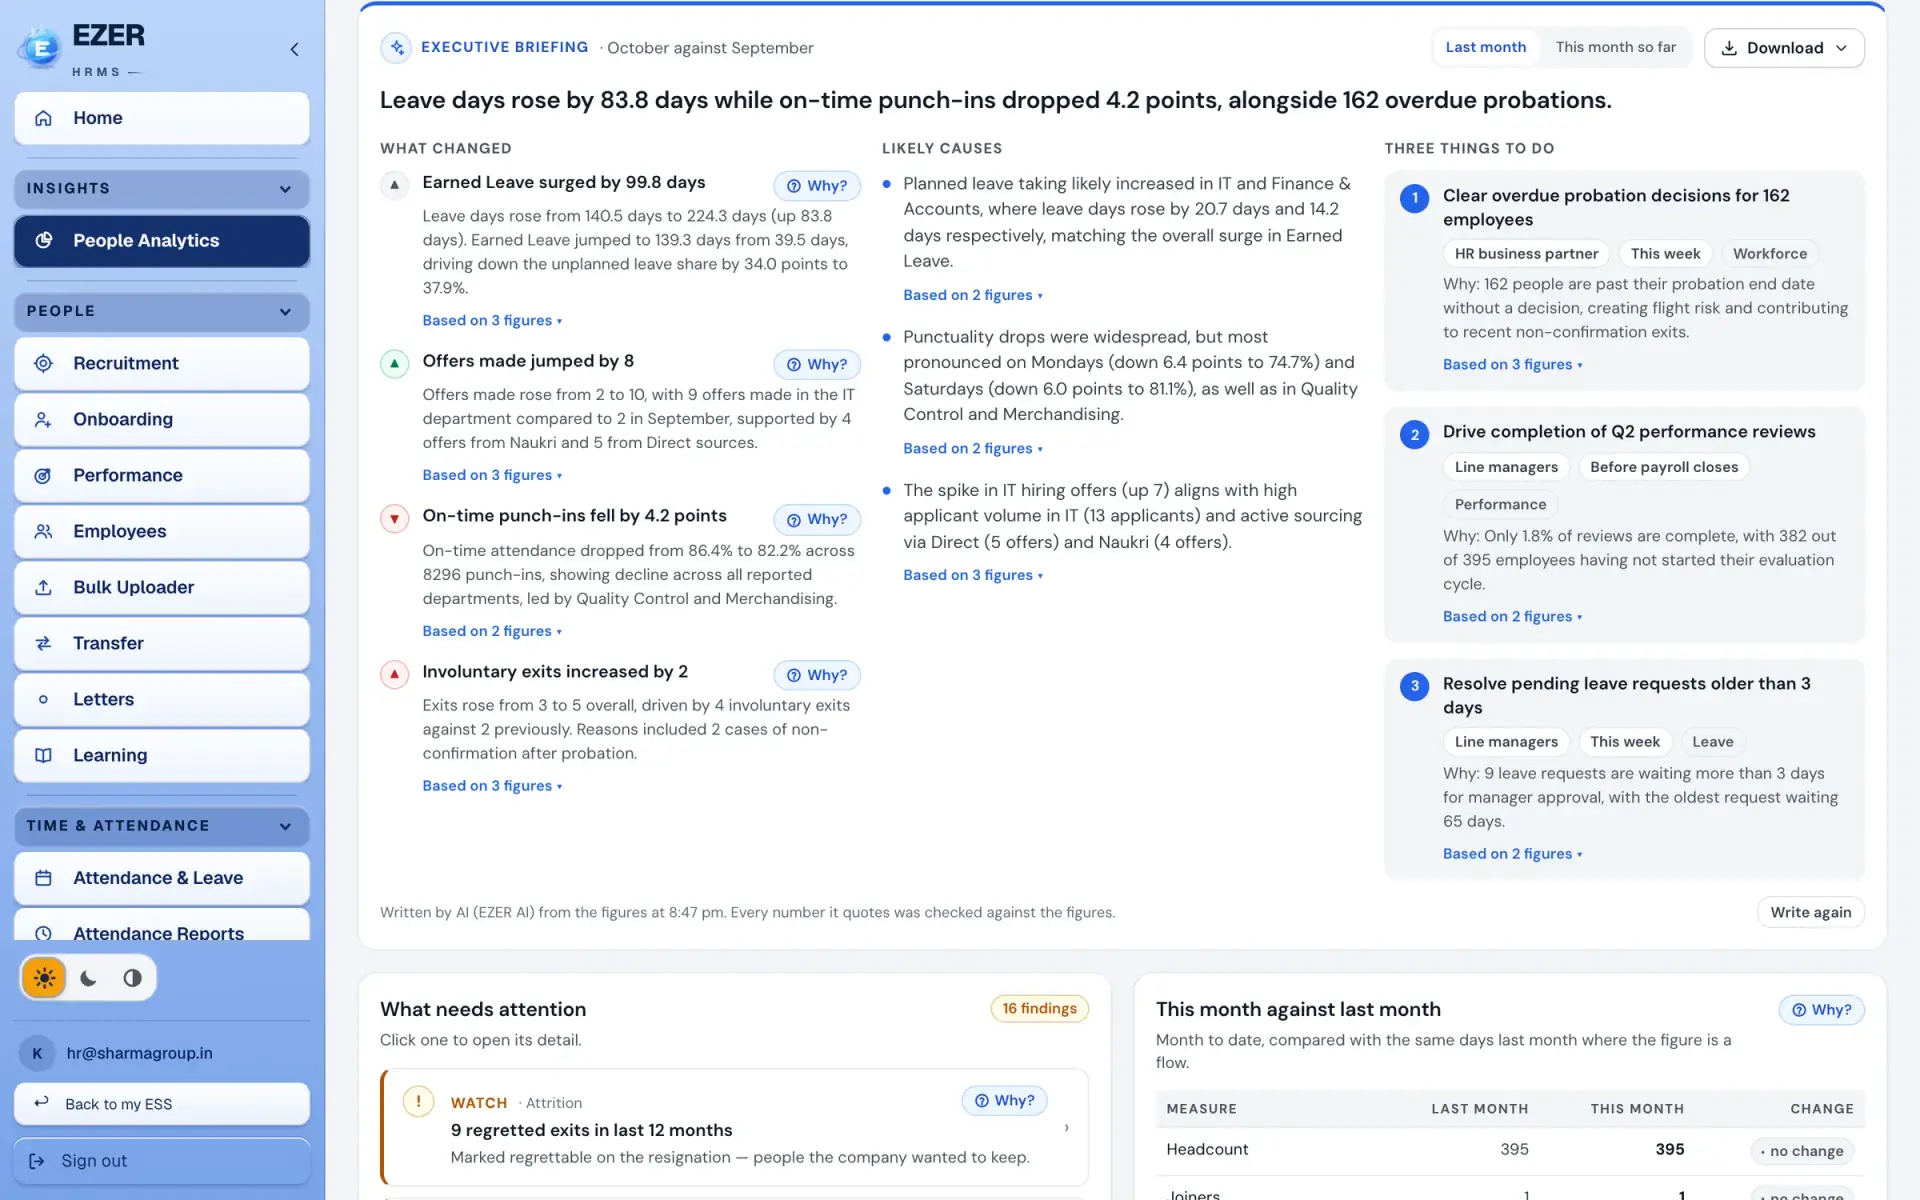 EZER
HRMS
Home
INSIGHTS
People Analytics
PEOPLE
Recruitment
Onboarding
Performance
Employees
Bulk Uploader
Transfer
Letters
Learning
TIME & ATTENDANCE
Attendance & Leave
Attendance Reports
K
hr@sharmagroup.in
Back to my ESS
Sign out
EXECUTIVE BRIEFING · October against September
Last month
This month so far
Download
Leave days rose by 83.8 days while on-time punch-ins dropped 4.2 points, alongside 162 overdue probations.
WHAT CHANGED
Earned Leave surged by 99.8 days
Why?
Leave days rose from 140.5 days to 224.3 days (up 83.8
days). Earned Leave jumped to 139.3 days from 39.5 days,
driving down the unplanned leave share by 34.0 points to
37.9%.
Based on 3 figures
Offers made jumped by 8
Why?
Offers made rose from 2 to 10, with 9 offers made in the IT
department compared to 2 in September, supported by 4
offers from Naukri and 5 from Direct sources.
Based on 3 figures
On-time punch-ins fell by 4.2 points
Why?
On-time attendance dropped from 86.4% to 82.2% across
8296 punch-ins, showing decline across all reported
departments, led by Quality Control and Merchandising.
Based on 2 figures
Involuntary exits increased by 2
Why?
Exits rose from 3 to 5 overall, driven by 4 involuntary exits
against 2 previously. Reasons included 2 cases of non-
confirmation after probation.
Based on 3 figures
LIKELY CAUSES
Planned leave taking likely increased in IT and Finance &
Accounts, where leave days rose by 20.7 days and 14.2
days respectively, matching the overall surge in Earned
Leave.
Based on 2 figures
Punctuality drops were widespread, but most
pronounced on Mondays (down 6.4 points to 74.7%) and
Saturdays (down 6.0 points to 81.1%), as well as in Quality
Control and Merchandising.
Based on 2 figures
The spike in IT hiring offers (up 7) aligns with high
applicant volume in IT (13 applicants) and active sourcing
via Direct (5 offers) and Naukri (4 offers).
Based on 3 figures
THREE THINGS TO DO
1
Clear overdue probation decisions for 162
employees
HR business partner
This week
Workforce
Why: 162 people are past their probation end date
without a decision, creating flight risk and contributing
to recent non-confirmation exits.
Based on 3 figures
2
Drive completion of Q2 performance reviews
Line managers
Before payroll closes
Performance
Why: Only 1.8% of reviews are complete, with 382 out
of 395 employees having not started their evaluation
cycle.
Based on 2 figures
3
Resolve pending leave requests older than 3
days
Line managers
This week
Leave
Why: 9 leave requests are waiting more than 3 days
for manager approval, with the oldest request waiting
65 days.
Based on 2 figures
Written by AI (EZER AI) from the figures at 8:47 pm. Every number it quotes was checked against the figures.
Write again
What needs attention
16 findings
Click one to open its detail.
!
WATCH · Attrition
Why?
9 regretted exits in last 12 months
Marked regrettable on the resignation — people the company wanted to keep.
This month against last month
Why?
Month to date, compared with the same days last month where the figure is a
flow.
MEASURE LAST MONTH THIS MONTH CHANGE
Headcount 395 395 · no change
Joiners 1 1 · no change